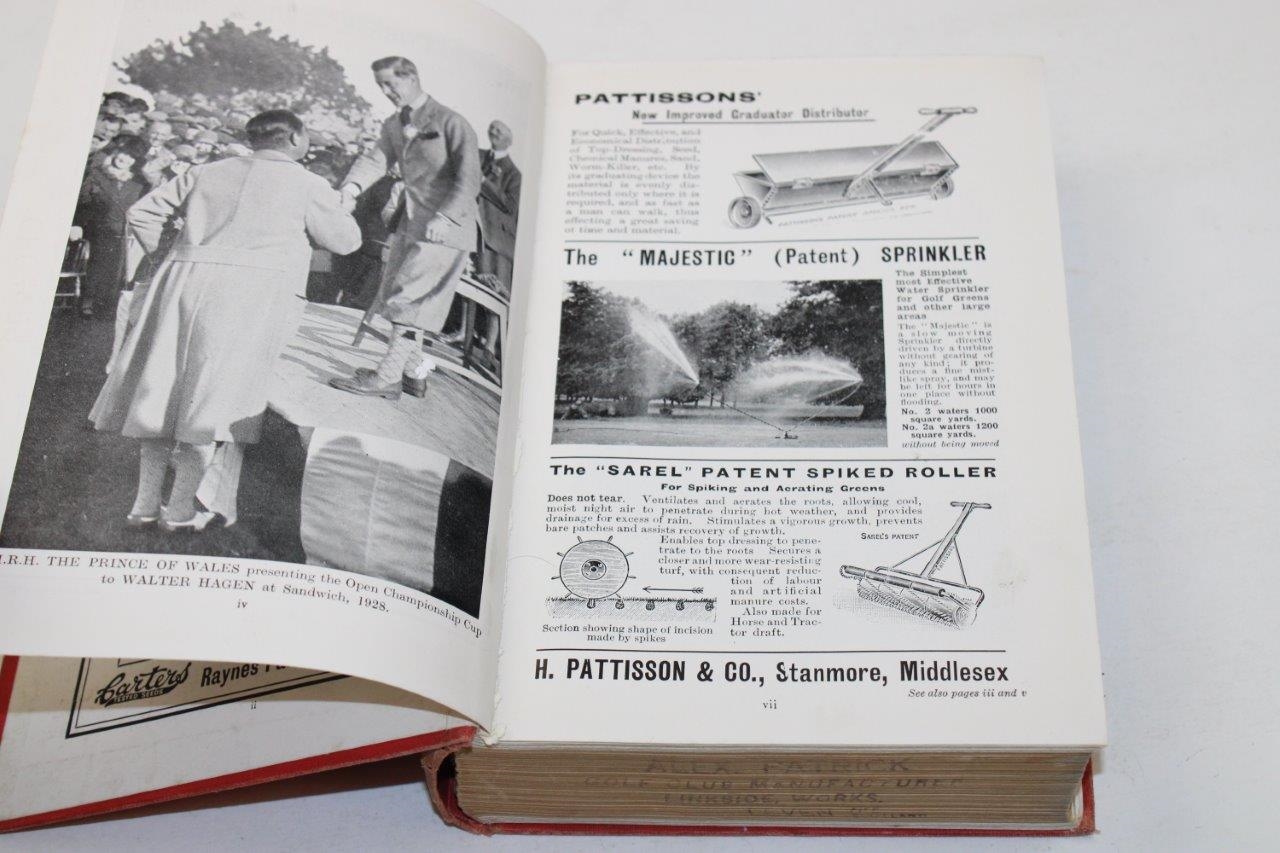 H.R.H. THE PRINCE OF WALES presenting the Open Championship Cup
to WALTER HAGEN at Sandwich, 1928.
iv
Carters
TESTED SEEDS
Raynes
ii
PATTISSONS'
New Improved Graduator Distributor
For Quick, Effective, and
Economical Distribution
of Top-Dressing, Seed,
Chemical Manures, Sand,
Worm-Killer, etc. By
its graduating device the
material is evenly dis-
tributed only where it is
required, and as fast as
a man can walk, thus
effecting a great saving
of time and material.
PATTISSON'S PATENT
The "MAJESTIC" (Patent) SPRINKLER
The Simplest
most Effective
Water Sprinkler
for Golf Greens
and other large
areas
The "Majestic" is
a slow moving
Sprinkler directly
driven by a turbine
without gearing of
any kind; it pro-
duces a fine mist-
like spray, and may
be left for hours in
one place without
flooding.
No. 2 waters 1000
square yards.
No. 2a waters 1200
square yards.
without being moved
The "SAREL" PATENT SPIKED ROLLER
For Spiking and Aerating Greens
Does not tear. Ventilates and aerates the roots, allowing cool,
moist night air to penetrate during hot weather, and provides
drainage for excess of rain. Stimulates a vigorous growth, prevents
bare patches and assists recovery of growth.
Enables top dressing to pene-
trate to the roots Secures a
closer and more wear-resisting
turf, with consequent reduc-
tion of labour
and artificial
manure costs.
Also made for
Horse and Trac-
tor draft.
SAREL'S PATENT
Section showing shape of incision
made by spikes
H. PATTISSON & CO., Stanmore, Middlesex
See also pages iii and v
vii
ALEX. PATRICK
GOLF CLUB MANUFACTURER
LINKSIDE, WORKS.
LEVEN